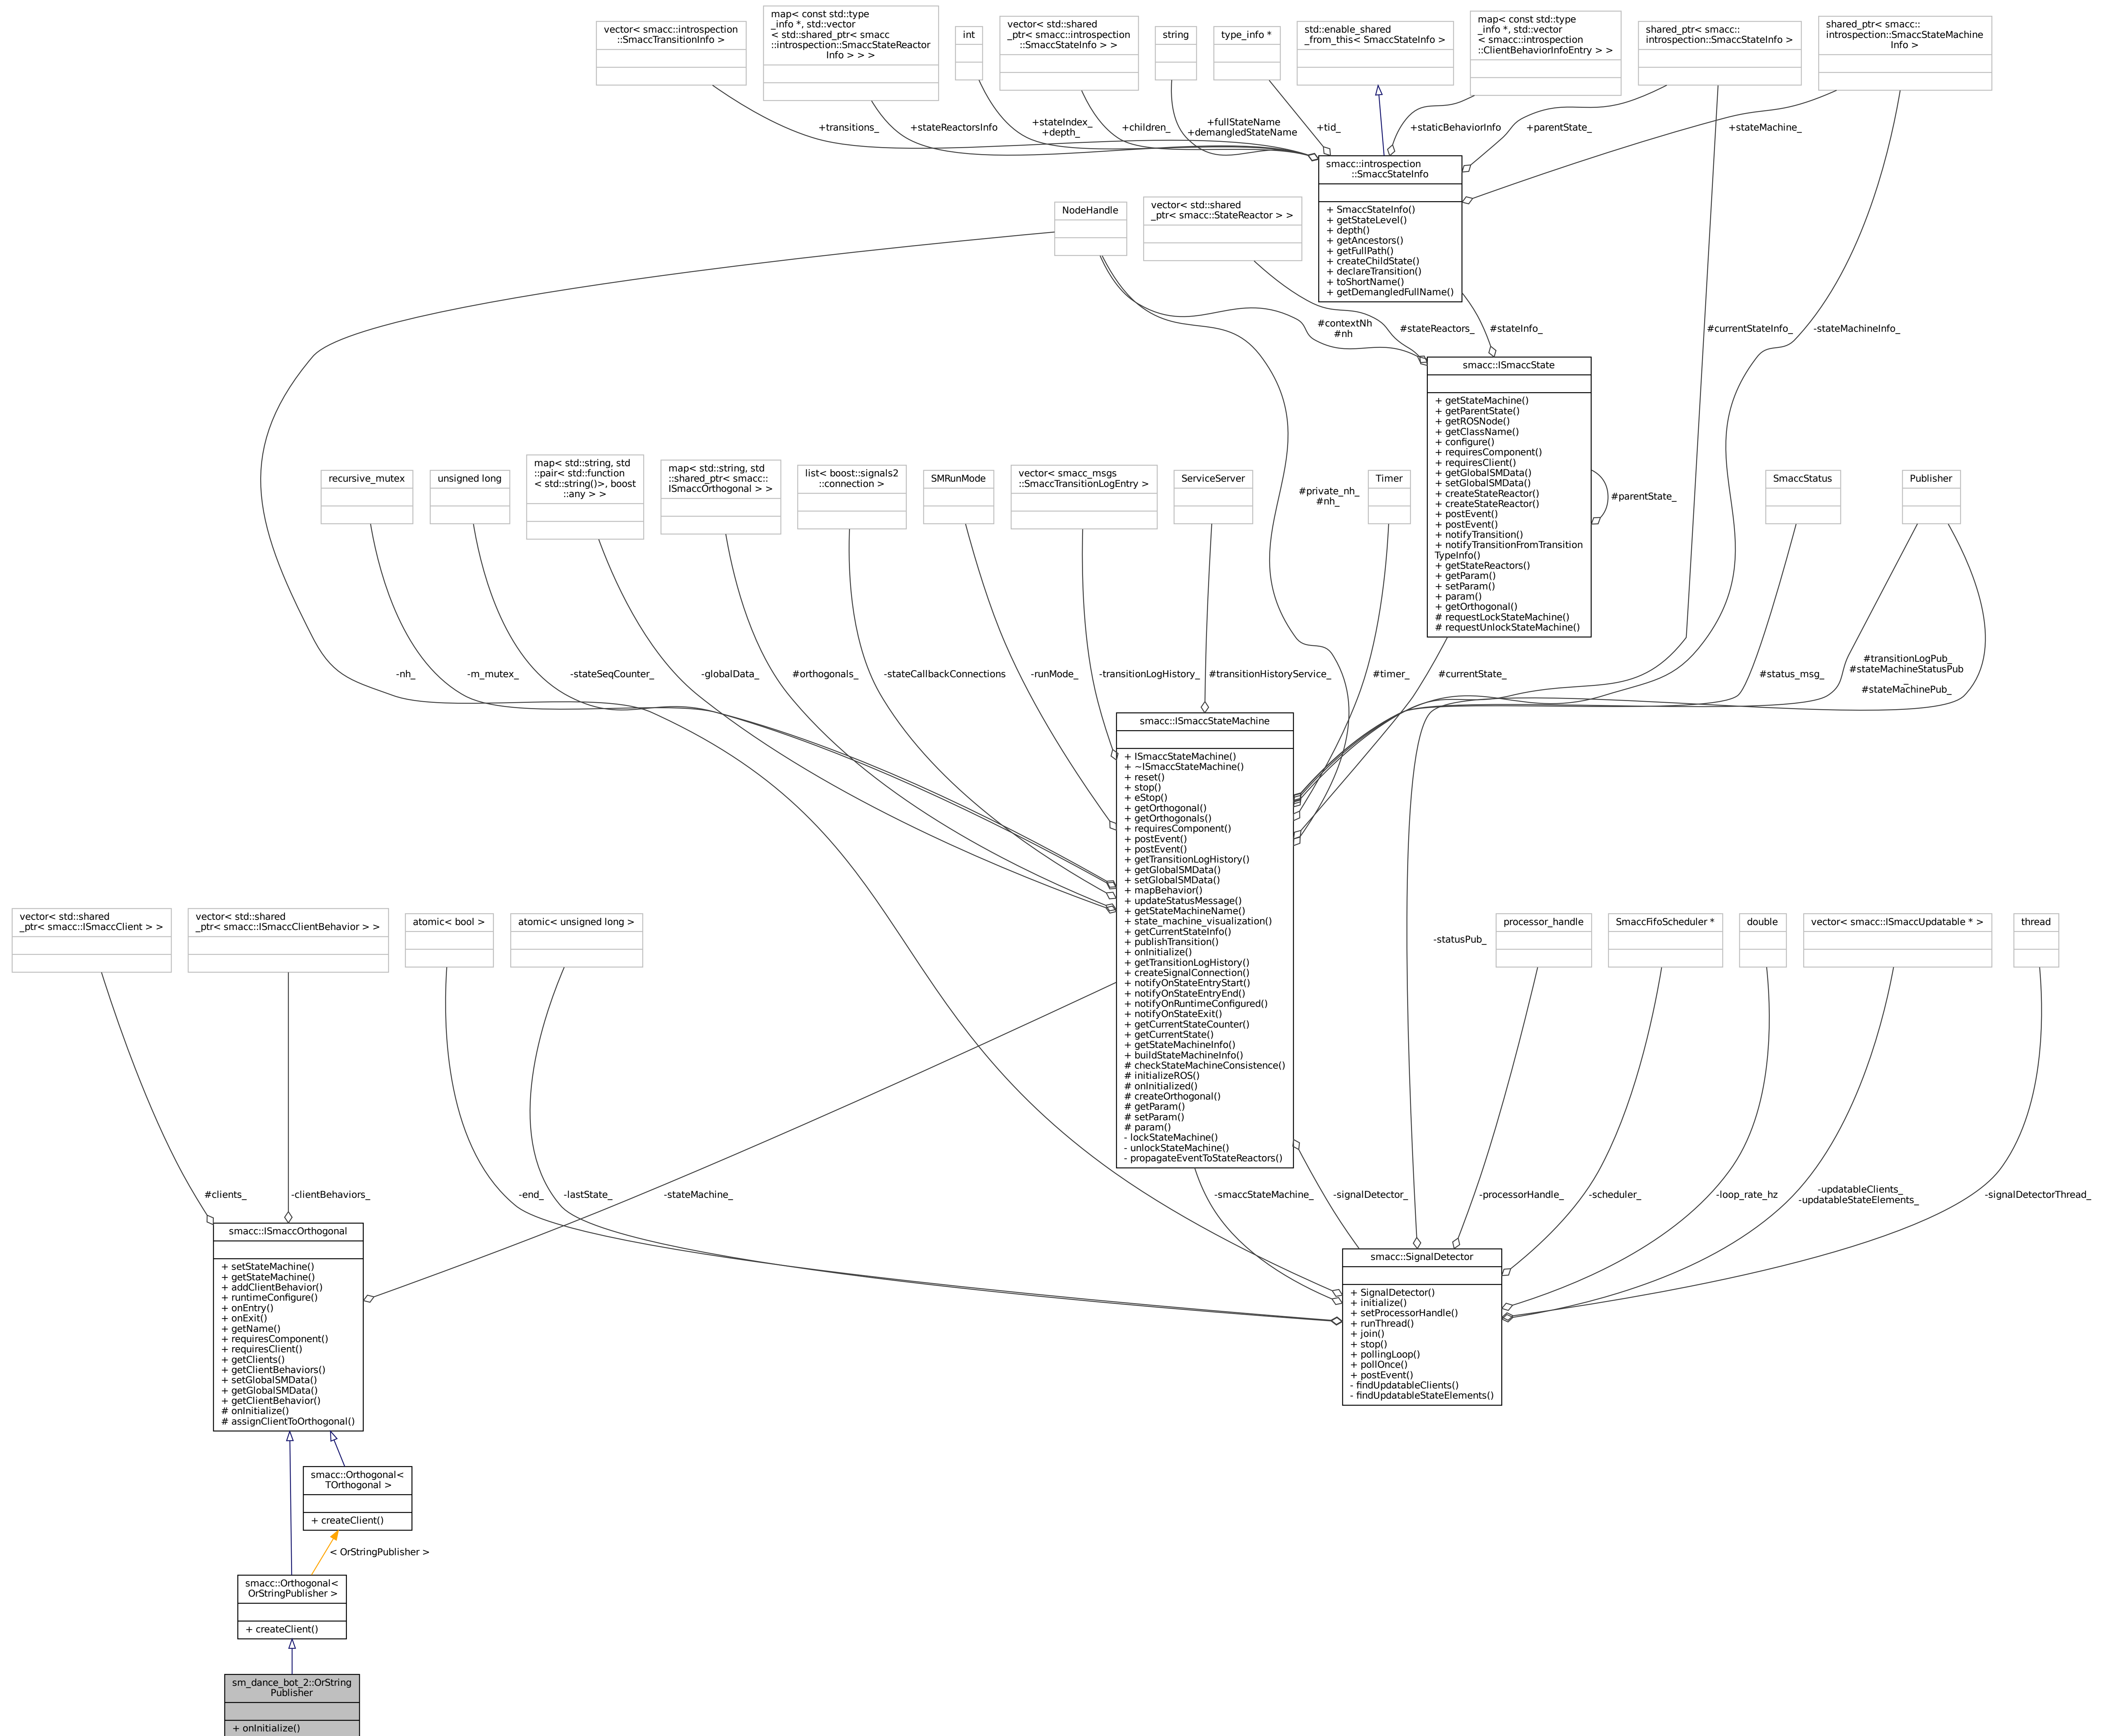 vector< smacc::introspection
::SmaccTransitionInfo >
map< const std::type
_info *, std::vector
< std::shared_ptr< smacc
::introspection::SmaccStateReactor
Info > > >
int
vector< std::shared
_ptr< smacc::introspection
::SmaccStateInfo > >
string
type_info *
std::enable_shared
_from_this< SmaccStateInfo >
map< const std::type
_info *, std::vector
< smacc::introspection
::ClientBehaviorInfoEntry > >
shared_ptr< smacc::
introspection::SmaccStateInfo >
shared_ptr< smacc::
introspection::SmaccStateMachine
Info >
+transitions_
+stateReactorsInfo
+stateIndex_
+depth_
+children_
+fullStateName
+demangledStateName
+tid_
+staticBehaviorInfo
+parentState_
+stateMachine_
smacc::introspection
::SmaccStateInfo
+ SmaccStateInfo()
+ getStateLevel()
+ depth()
+ getAncestors()
+ getFullPath()
+ createChildState()
+ declareTransition()
+ toShortName()
+ getDemangledFullName()
NodeHandle
vector< std::shared
_ptr< smacc::StateReactor > >
#contextNh
#nh
#stateReactors_
#stateInfo_
#currentStateInfo_
-stateMachineInfo_
smacc::ISmaccState
+ getStateMachine()
+ getParentState()
+ getROSNode()
+ getClassName()
+ configure()
+ requiresComponent()
+ requiresClient()
+ getGlobalSMData()
+ setGlobalSMData()
+ createStateReactor()
+ createStateReactor()
+ postEvent()
+ postEvent()
+ notifyTransition()
+ notifyTransitionFromTransition
TypeInfo()
+ getStateReactors()
+ getParam()
+ setParam()
+ param()
+ getOrthogonal()
# requestLockStateMachine()
# requestUnlockStateMachine()
#parentState_
recursive_mutex
unsigned long
map< std::string, std
::pair< std::function
< std::string()>, boost
::any > >
map< std::string, std
::shared_ptr< smacc::
ISmaccOrthogonal > >
list< boost::signals2
::connection >
SMRunMode
vector< smacc_msgs
::SmaccTransitionLogEntry >
ServiceServer
#private_nh_
#nh_
Timer
SmaccStatus
Publisher
-nh_
-m_mutex_
-stateSeqCounter_
-globalData_
#orthogonals_
-stateCallbackConnections
-runMode_
-transitionLogHistory_
#transitionHistoryService_
#timer_
#currentState_
#status_msg_
#transitionLogPub_
#stateMachineStatusPub
_
#stateMachinePub_
smacc::ISmaccStateMachine
+ ISmaccStateMachine()
+ ~ISmaccStateMachine()
+ reset()
+ stop()
+ eStop()
+ getOrthogonal()
+ getOrthogonals()
+ requiresComponent()
+ postEvent()
+ postEvent()
+ getTransitionLogHistory()
+ getGlobalSMData()
+ setGlobalSMData()
+ mapBehavior()
+ updateStatusMessage()
+ getStateMachineName()
+ state_machine_visualization()
+ getCurrentStateInfo()
+ publishTransition()
+ onInitialize()
+ getTransitionLogHistory()
+ createSignalConnection()
+ notifyOnStateEntryStart()
+ notifyOnStateEntryEnd()
+ notifyOnRuntimeConfigured()
+ notifyOnStateExit()
+ getCurrentStateCounter()
+ getCurrentState()
+ getStateMachineInfo()
+ buildStateMachineInfo()
# checkStateMachineConsistence()
# initializeROS()
# onInitialized()
# createOrthogonal()
# getParam()
# setParam()
# param()
- lockStateMachine()
- unlockStateMachine()
- propagateEventToStateReactors()
vector< std::shared
_ptr< smacc::ISmaccClient > >
vector< std::shared
_ptr< smacc::ISmaccClientBehavior > >
atomic< bool >
atomic< unsigned long >
-statusPub_
processor_handle
SmaccFifoScheduler *
double
vector< smacc::ISmaccUpdatable * >
thread
#clients_
-clientBehaviors_
-end_
-lastState_
-stateMachine_
-smaccStateMachine_
-signalDetector_
-processorHandle_
-scheduler_
-loop_rate_hz
-updatableClients_
-updatableStateElements_
-signalDetectorThread_
smacc::ISmaccOrthogonal
+ setStateMachine()
+ getStateMachine()
+ addClientBehavior()
+ runtimeConfigure()
+ onEntry()
+ onExit()
+ getName()
+ requiresComponent()
+ requiresClient()
+ getClients()
+ getClientBehaviors()
+ setGlobalSMData()
+ getGlobalSMData()
+ getClientBehavior()
# onInitialize()
# assignClientToOrthogonal()
smacc::SignalDetector
+ SignalDetector()
+ initialize()
+ setProcessorHandle()
+ runThread()
+ join()
+ stop()
+ pollingLoop()
+ pollOnce()
+ postEvent()
- findUpdatableClients()
- findUpdatableStateElements()
smacc::Orthogonal<
TOrthogonal >
+ createClient()
< OrStringPublisher >
smacc::Orthogonal<
OrStringPublisher >
+ createClient()
sm_dance_bot_2::OrString
Publisher
+ onInitialize()